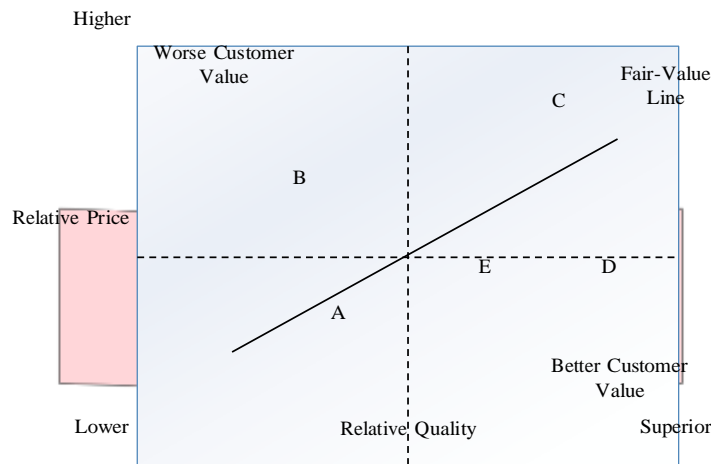 Higher
Worse Customer
Value
Fair-Value
Line
C
B
Relative Price
E
D
A
Better Customer
Value
Lower
Relative Quality
Superior